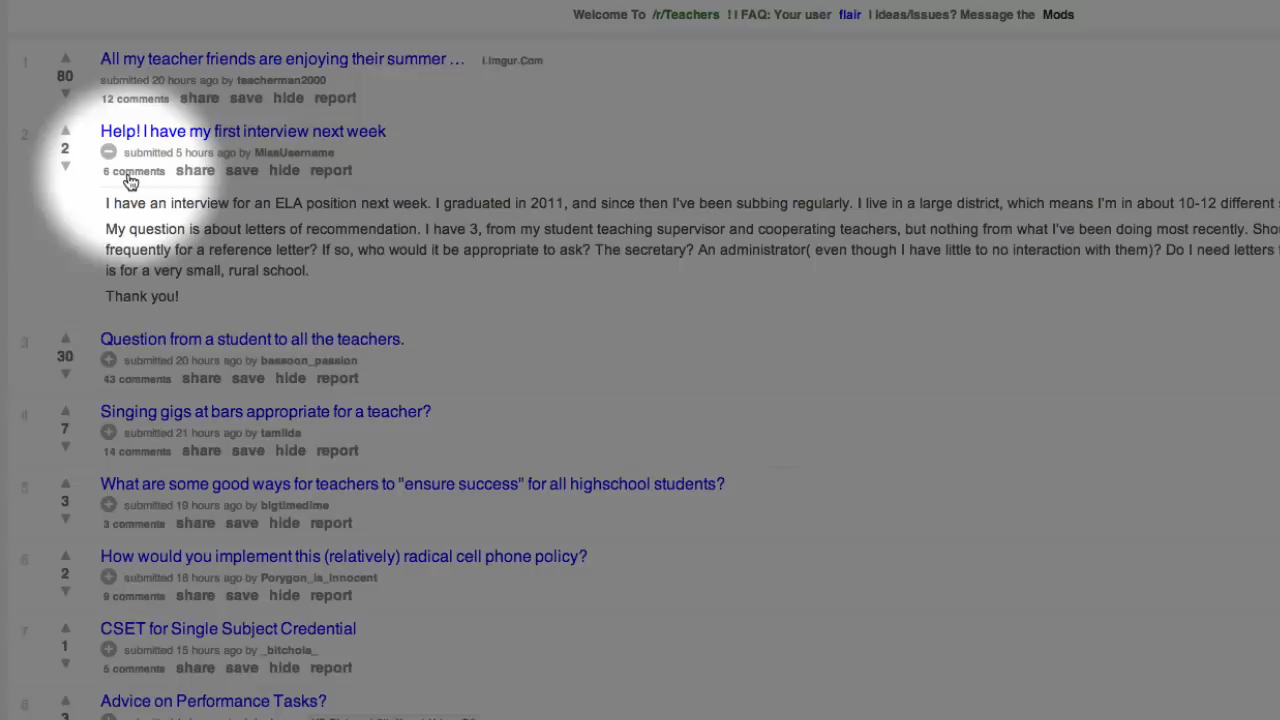 Welcome To /r/Teachers ! I FAQ: Your user flair I Ideas/Issues? Message the Mods
1
80
All my teacher friends are enjoying their summer ... i.Imgur.Com
submitted 20 hours ago by teacherman2000
12 comments share save hide report
2
2
Help! I have my first interview next week
submitted 5 hours ago by MissUsername
6 comments share save hide report
I have an interview for an ELA position next week. I graduated in 2011, and since then I've been subbing regularly. I live in a large district, which means I'm in about 10-12 different
My question is about letters of recommendation. I have 3, from my student teaching supervisor and cooperating teachers, but nothing from what I've been doing most recently.
frequently for a reference letter? If so, who would it be appropriate to ask? The secretary? An administrator( even though I have little to no interaction with them)? Do I need letters
is for a very small, rural school.
Thank you!
3
30
Question from a student to all the teachers.
submitted 20 hours ago by bassoon_passion
43 comments share save hide report
4
7
Singing gigs at bars appropriate for a teacher?
submitted 21 hours ago by
14 comments share save hide report
5
3
What are some good ways for teachers to "ensure success" for all highschool students?
submitted 19 hours ago by bigtimedime
3 comments share save hide report
6
2
How would you implement this (relatively) radical cell phone policy?
submitted 18 hours ago by Porygon_is_innocent
9 comments share save hide report
7
1
CSET for Single Subject Credential
submitted 15 hours ago by _bitchola_
5 comments share save hide report
8
Advice on Performance Tasks?